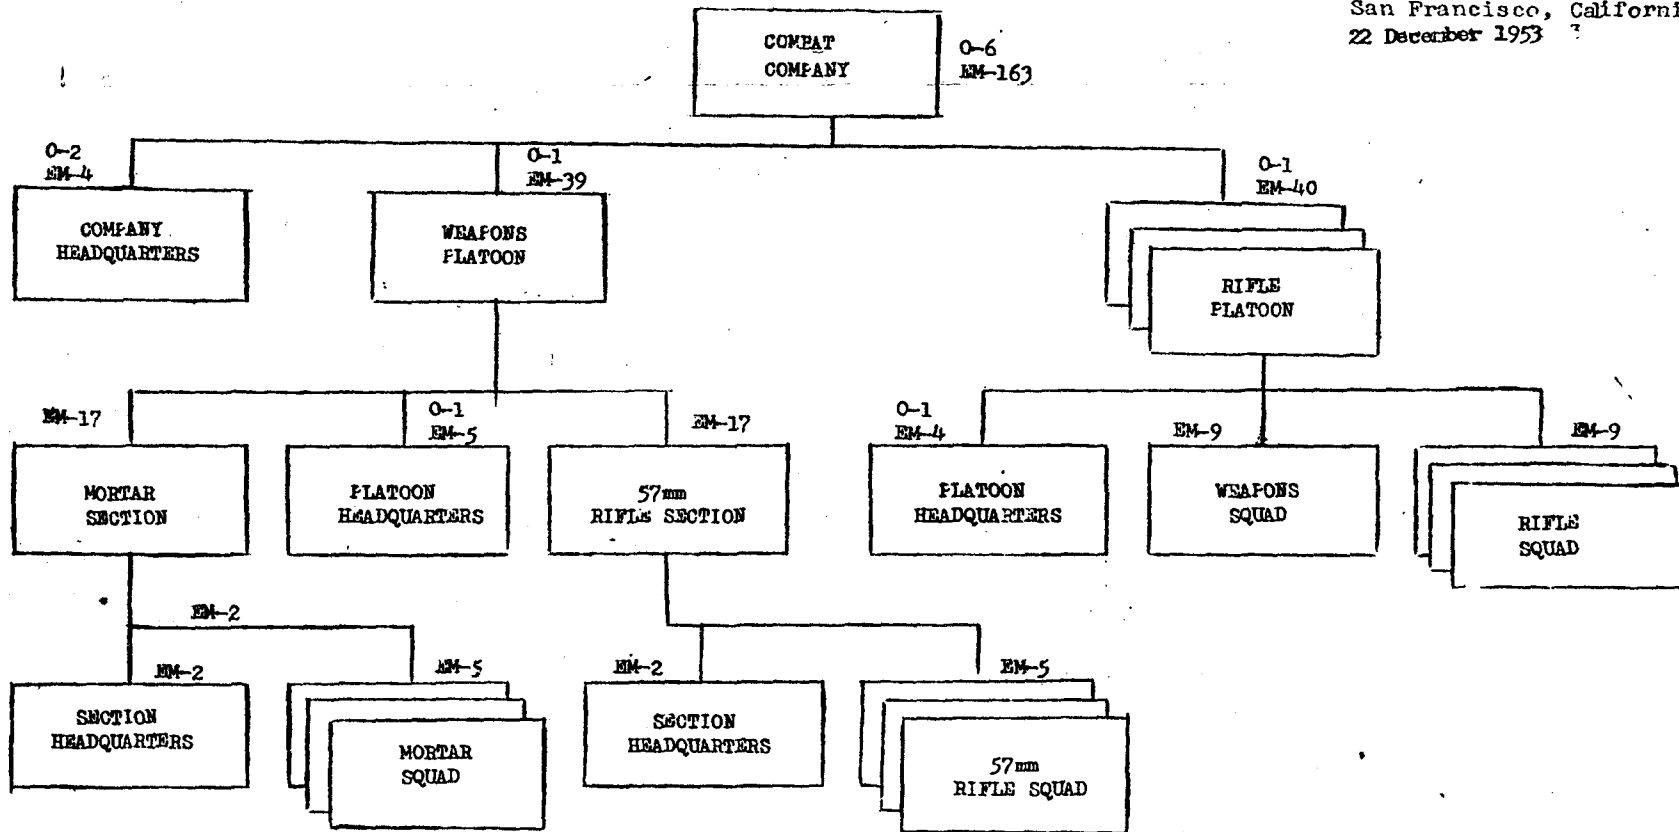 San Francisco, Californi
22 December 1953
COMBAT
COMPANY
O-6
EM-163
O-2
EM-4
COMPANY
HEADQUARTERS
O-1
EM-39
WEAPONS
PLATOON
O-1
EM-40
RIFLE
PLATOON
EM-17
MORTAR
SECTION
O-1
EM-5
PLATOON
HEADQUARTERS
EM-17
57mm
RIFLE SECTION
O-1
EM-4
PLATOON
HEADQUARTERS
EM-9
WEAPONS
SQUAD
EM-9
RIFLE
SQUAD
EM-2
EM-2
SECTION
HEADQUARTERS
EM-5
MORTAR
SQUAD
EM-2
SECTION
HEADQUARTERS
EM-5
57mm
RIFLE SQUAD